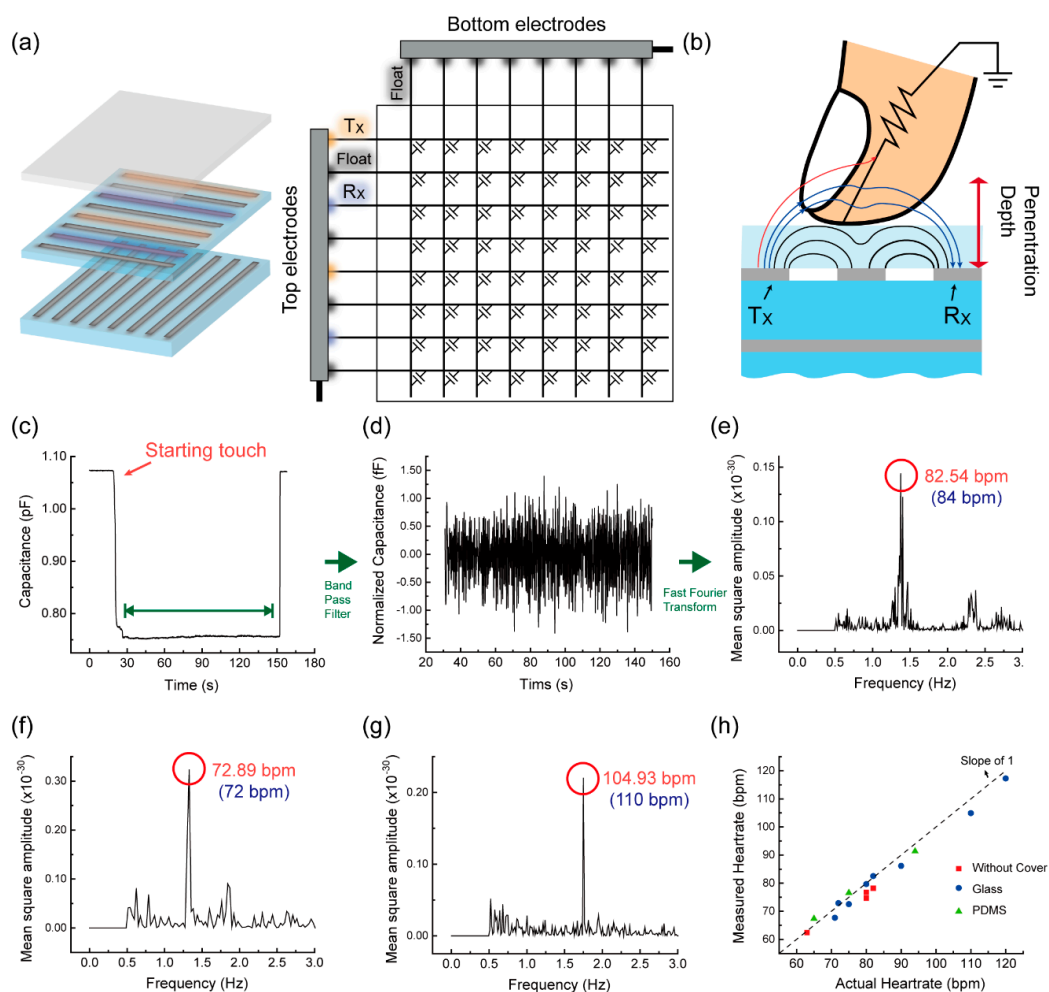 (a)
Bottom electrodes
Float
Tx
Float
Rx
Top electrodes
(b)
Penentration
Depth
Tx
Rx
(c)
Starting touch
1.10
1.00
0.90
0.80
Capacitance (pF)
0 30 60 90 120 150 180
Time (s)
Band
Pass
Filter
(d)
1.50
1.00
0.50
0.00
-0.50
-1.00
-1.50
Normalized Capacitance (fF)
20 40 60 80 100 120 140 160
Tims (s)
Fast Fourier
Transform
(e)
82.54 bpm
(84 bpm)
0.15
0.10
0.05
0.00
Mean square amplitude (x10-30)
0.0 0.5 1.0 1.5 2.0 2.5 3.
Frequency (Hz)
(f)
72.89 bpm
(72 bpm)
0.30
0.20
0.10
0.00
Mean square amplitude (x10-30)
0.0 0.5 1.0 1.5 2.0 2.5 3.0
Frequency (Hz)
(g)
104.93 bpm
(110 bpm)
0.20
0.10
0.00
Mean square amplitude (x10-30)
0.0 0.5 1.0 1.5 2.0 2.5 3.0
Frequency (Hz)
(h)
Slope of 1
120
110
100
90
80
70
60
Measured Heartrate (bpm)
Without Cover
Glass
PDMS
60 70 80 90 100 110 120
Actual Heartrate (bpm)